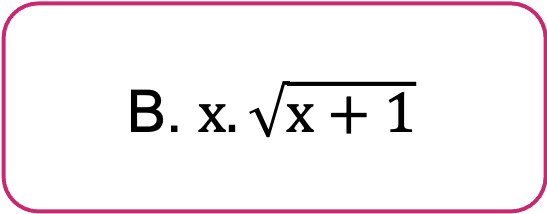 B. x. √x + 1